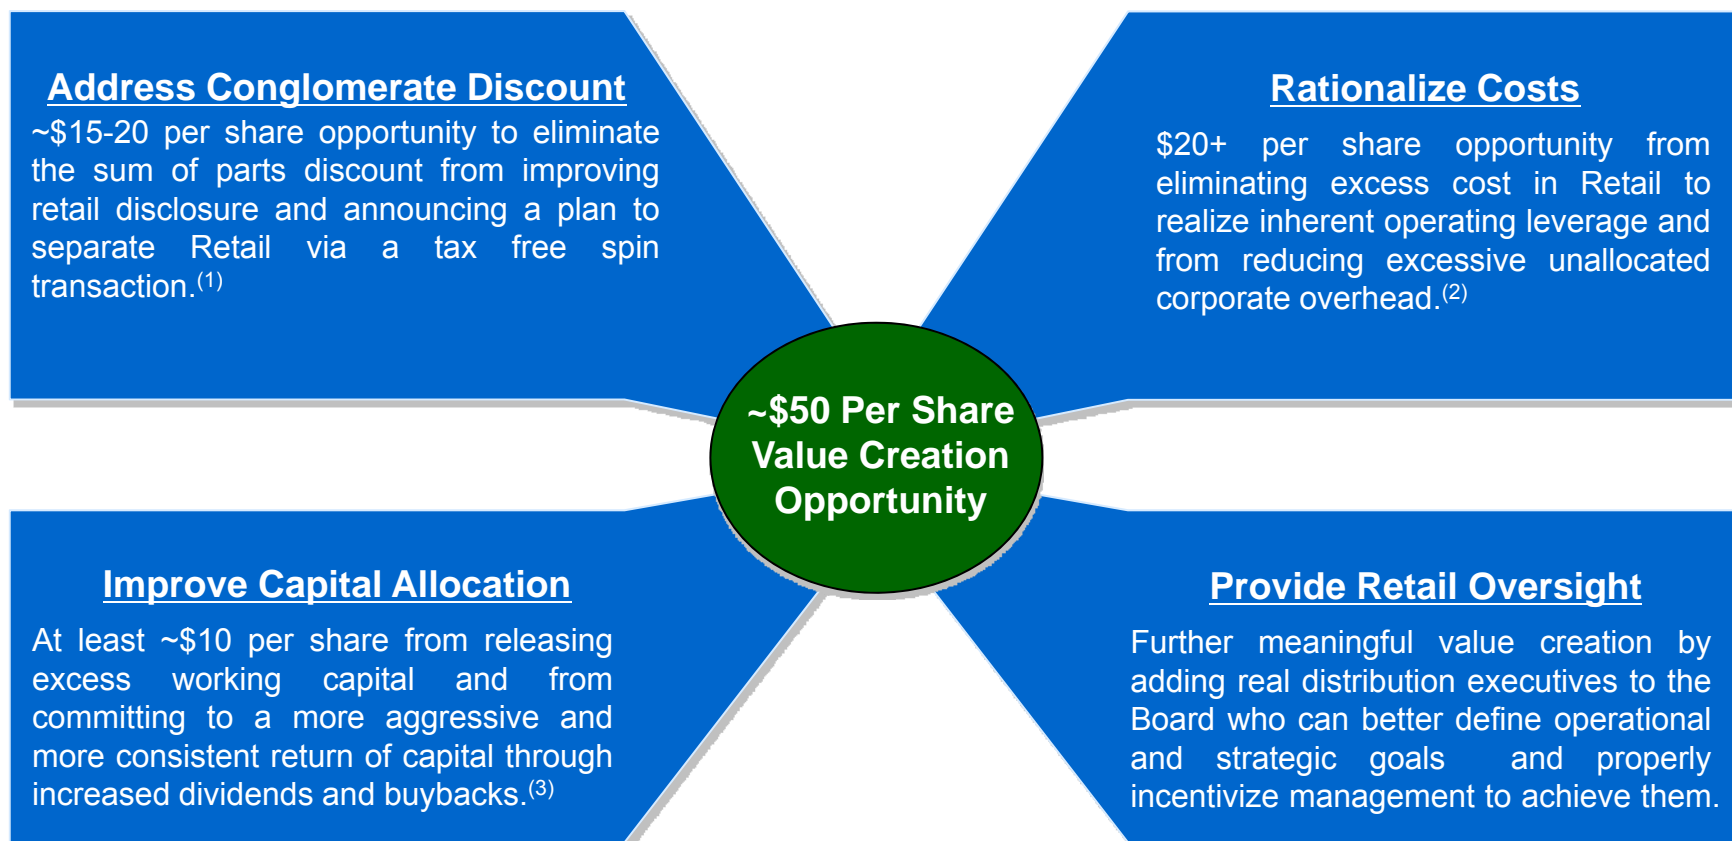 Address Conglomerate Discount
~$15-20 per share opportunity to eliminate
the sum of parts discount from improving
retail disclosure and announcing a plan to
separate Retail via a tax free spin
transaction.(1)
Rationalize Costs
$20+ per share opportunity from
eliminating excess cost in Retail to
realize inherent operating leverage and
from reducing excessive unallocated
corporate overhead.(2)
~$50 Per Share
Value Creation
Opportunity
Improve Capital Allocation
At least ~$10 per share from releasing
excess working capital and from
committing to a more aggressive and
more consistent return of capital through
increased dividends and buybacks.(3)
Provide Retail Oversight
Further meaningful value creation by
adding real distribution executives to the
Board who can better define operational
and strategic goals and properly
incentivize management to achieve them.